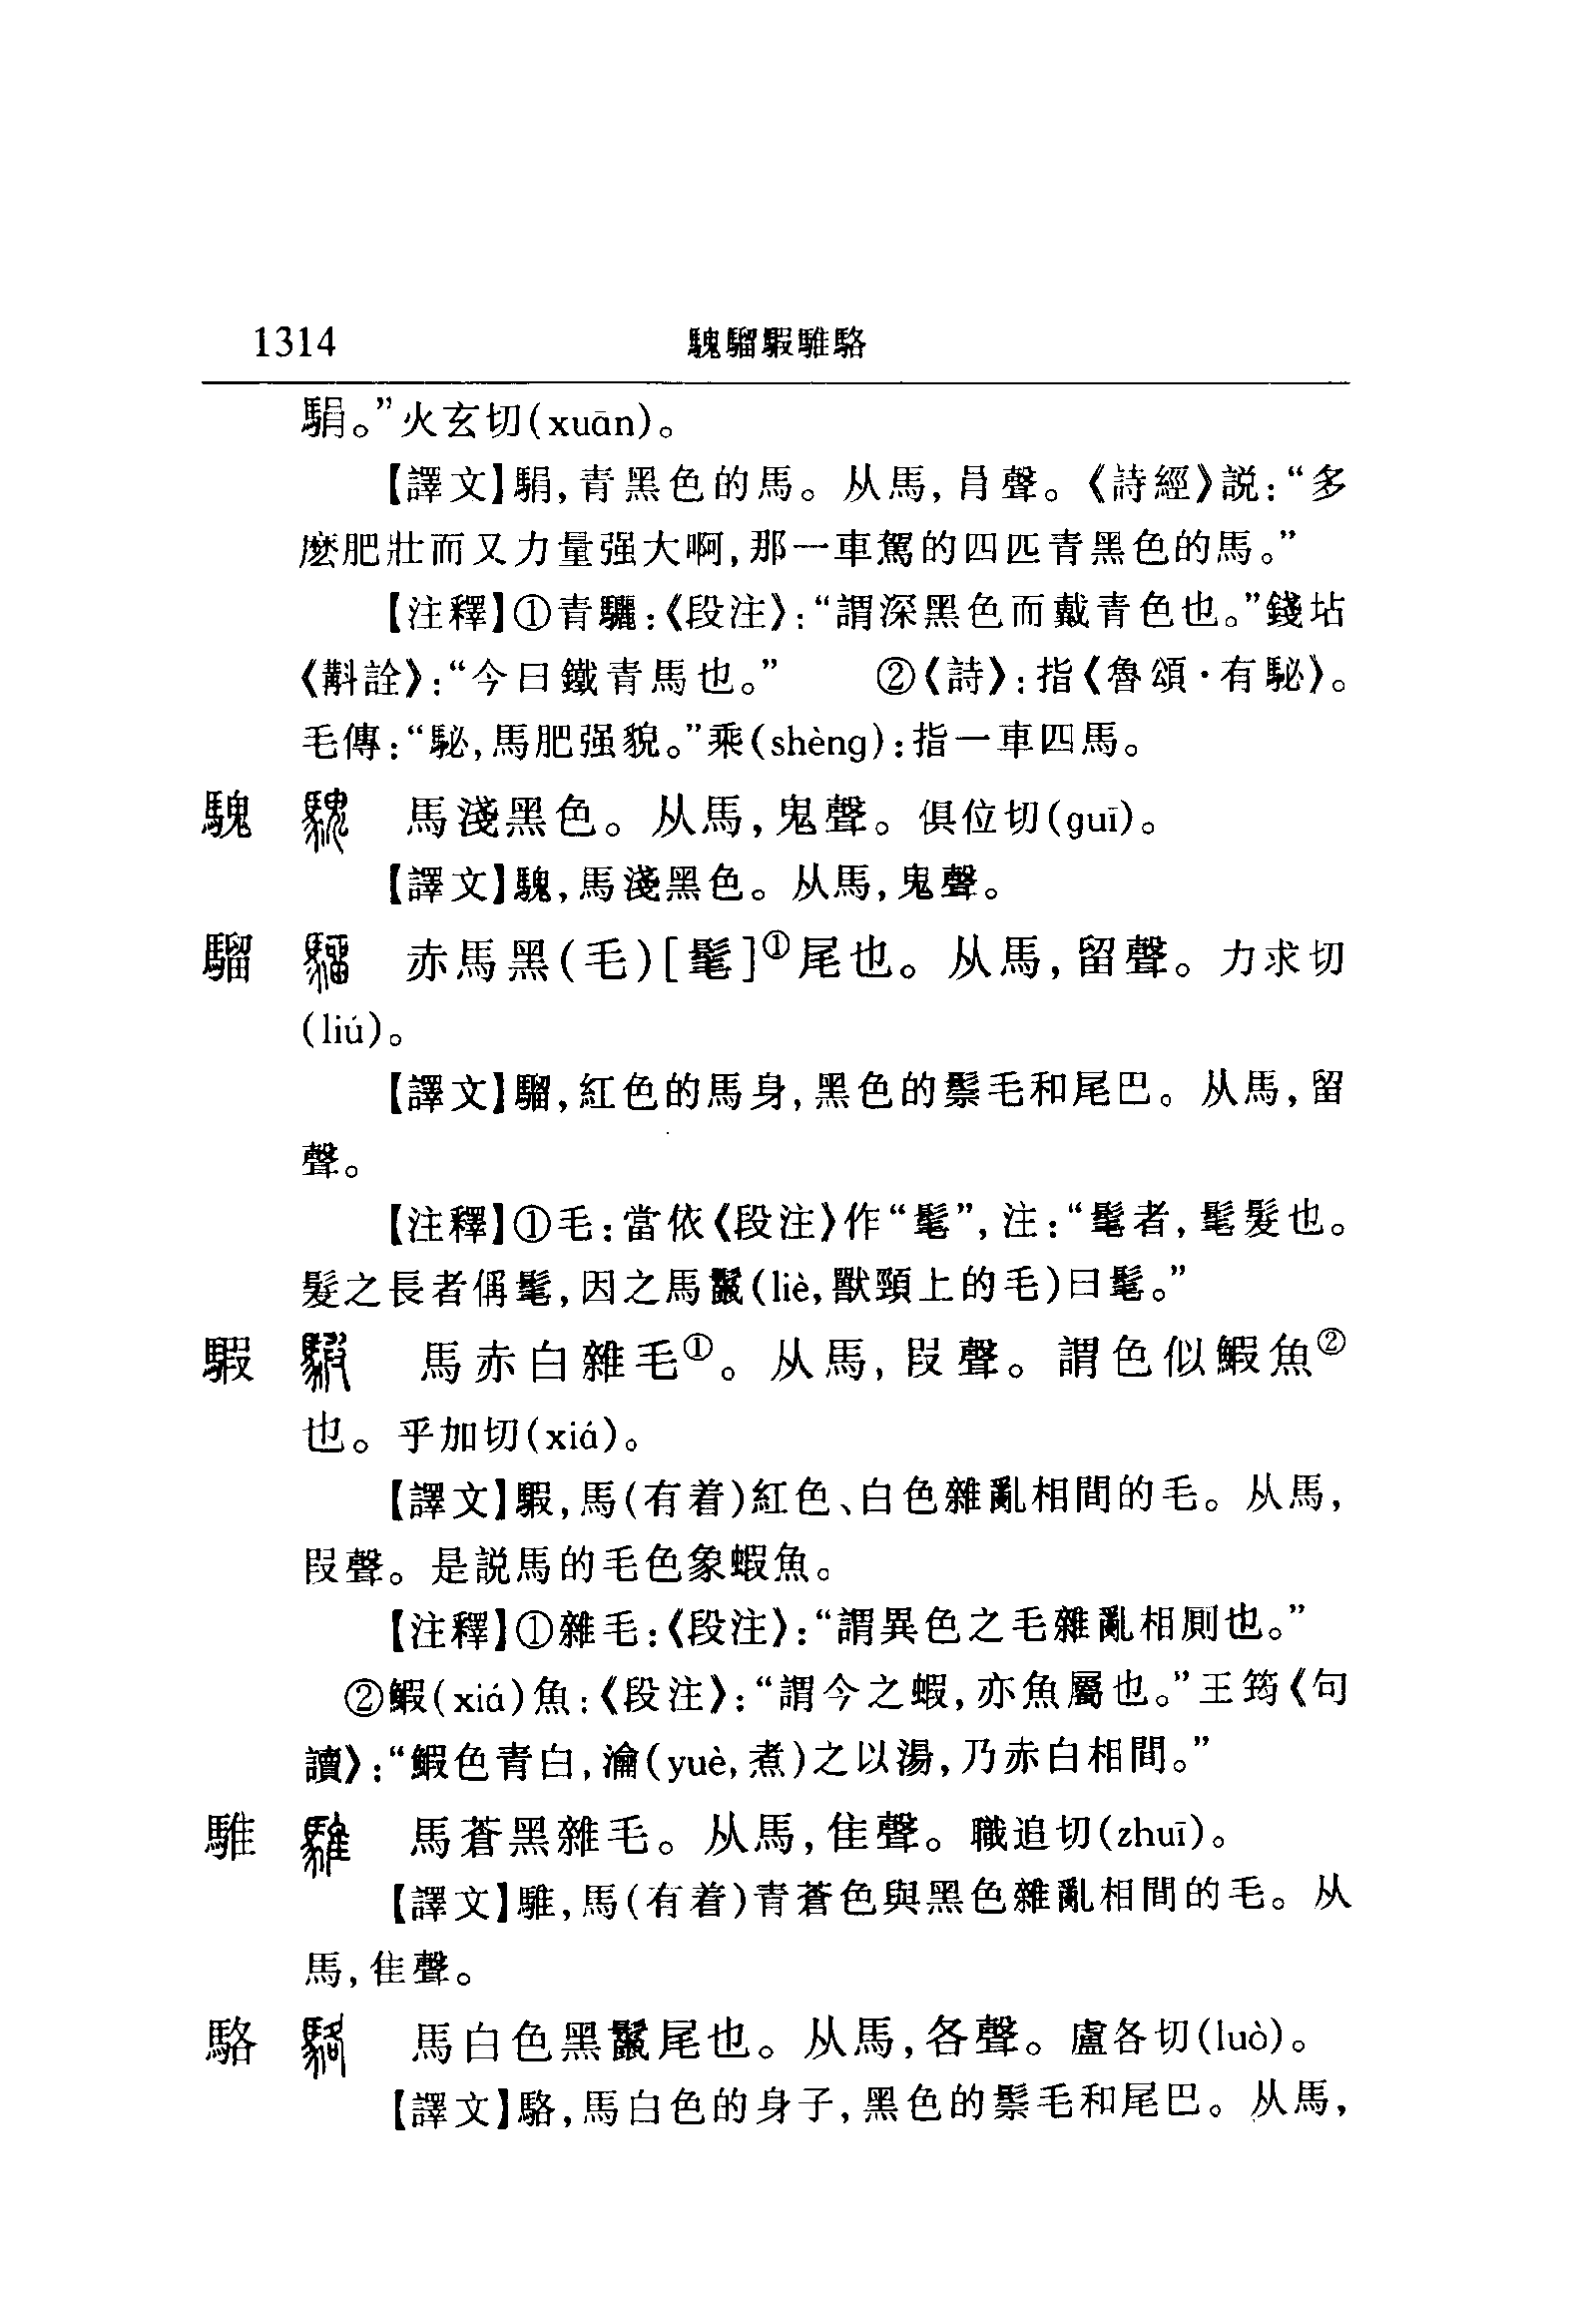 1314 騩騮騢騅駱
駽。”火玄切(xuān)。
【譯文】駽,青黑色的馬。从馬,肙聲。《詩經》説:“多
麽肥壯而又力量强大啊,那一車駕的四匹青黑色的馬。”
【注釋】①青驪:《段注》:“謂深黑色而戴青色也。”錢坫
《斠詮》:“今曰鐵青馬也。” ②《詩》:指《魯頌·有駜》。
毛傳:“駜,馬肥强貌。”乘(shèng):指一車四馬。
騩 馬淺黑色。从馬,鬼聲。俱位切(guī)。
【譯文】騩,馬淺黑色。从馬,鬼聲。
騮 赤馬黑(毛)[髦]①尾也。从馬,留聲。力求切
(liú)。
【譯文】騮,紅色的馬身,黑色的鬃毛和尾巴。从馬,留
聲。
【注釋】①毛:當依《段注》作“髦”,注:“髦者,髦髮也。
髮之長者偁髦,因之馬鬣(liè,獸頸上的毛)曰髦。”
騢 馬赤白雜毛①。从馬,叚聲。謂色似鰕魚②
也。乎加切(xiá)。
【譯文】騢,馬(有着)紅色、白色雜亂相間的毛。从馬,
叚聲。是説馬的毛色象蝦魚。
【注釋】①雜毛:《段注》:“謂異色之毛雜亂相厠也。”
②鰕(xiá)魚:《段注》:“謂今之蝦,亦魚屬也。”王筠《句
讀》:“鰕色青白,瀹(yuè,煮)之以湯,乃赤白相間。”
騅 馬蒼黑雜毛。从馬,隹聲。職追切(zhuī)。
【譯文】騅,馬(有着)青蒼色與黑色雜亂相間的毛。从
馬,隹聲。
駱 馬白色黑鬣尾也。从馬,各聲。盧各切(luò)。
【譯文】駱,馬白色的身子,黑色的鬃毛和尾巴。从馬,